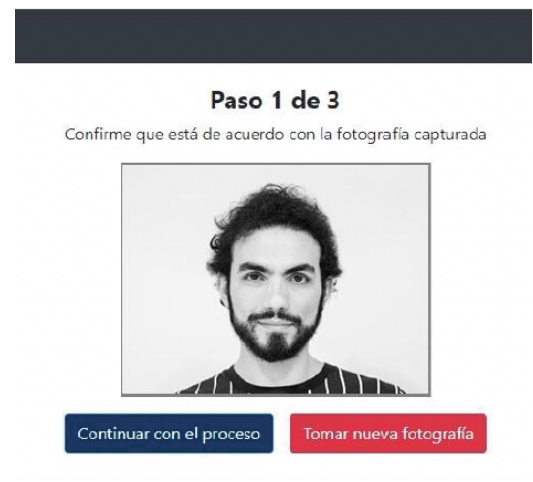 Paso 1 de 3
Confirme que está de acuerdo con la fotografía capturada
Continuar con el proceso
Tomar nueva fotografía